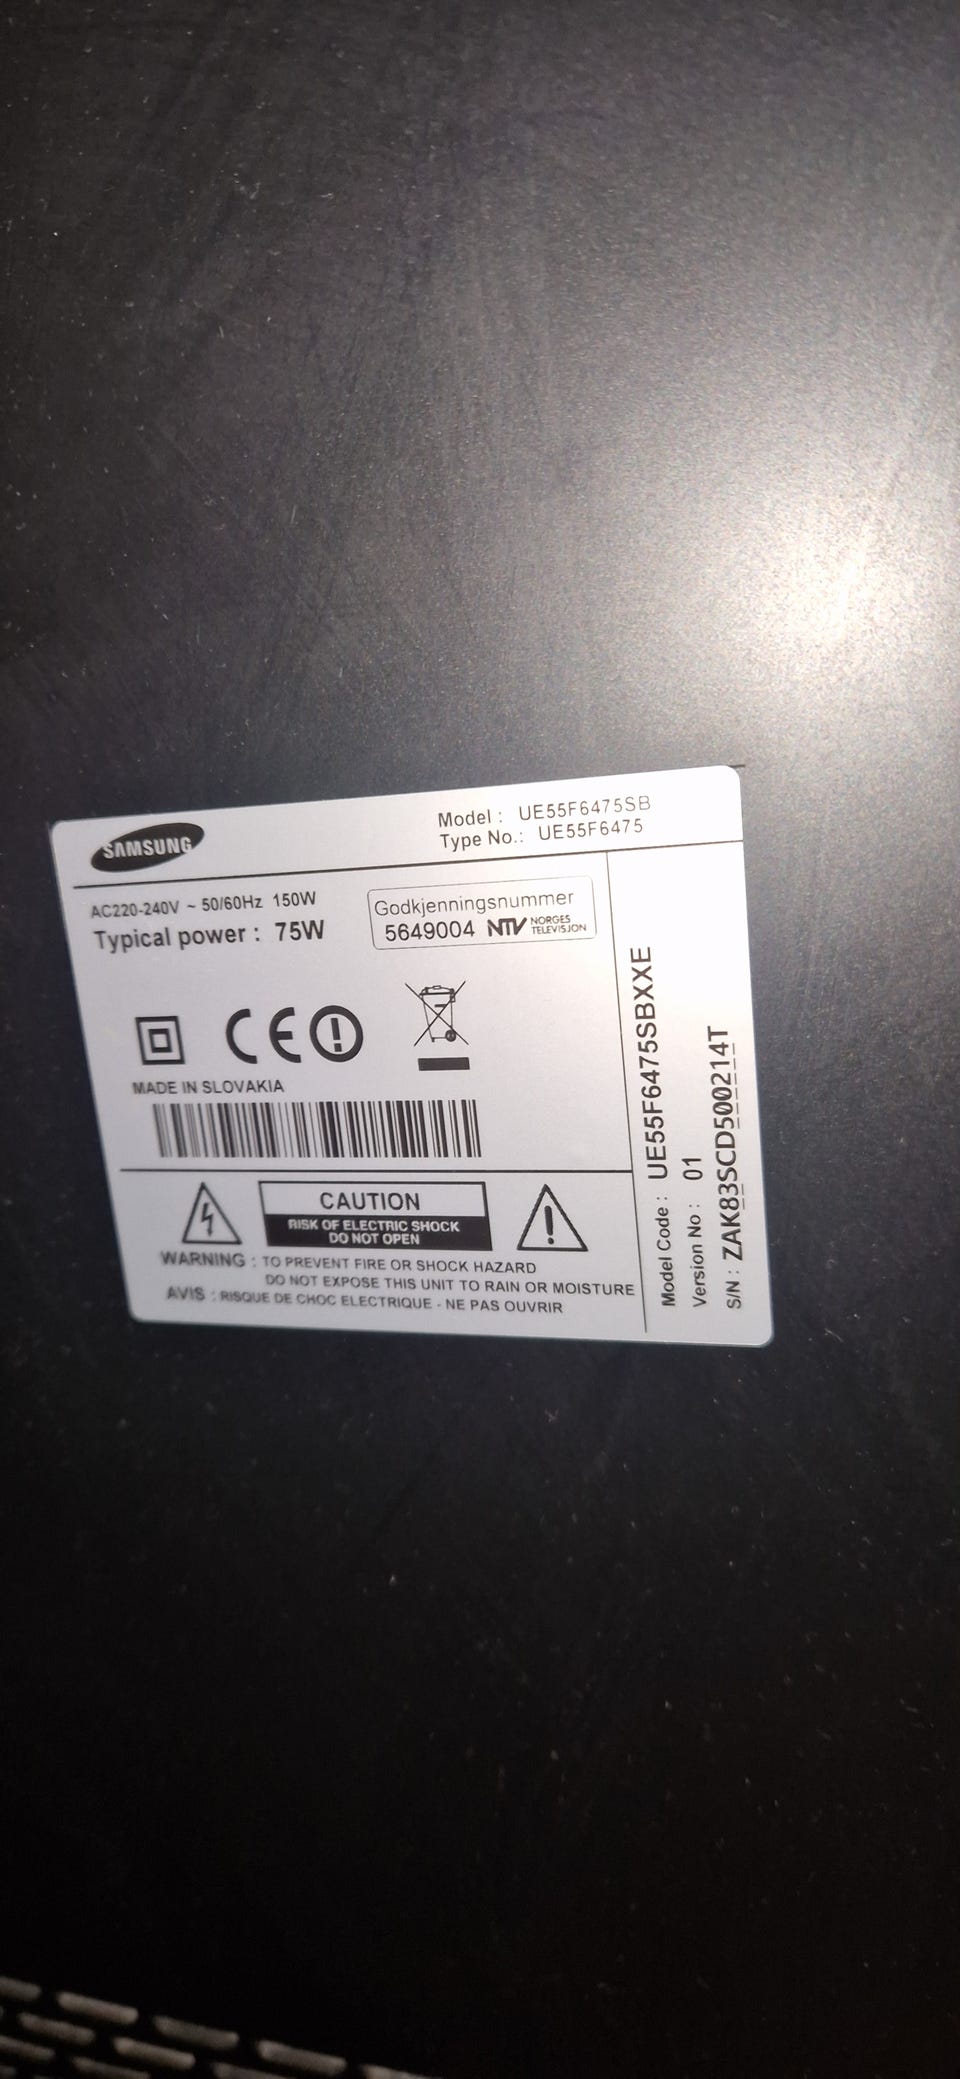 SAMSUNG
Model : UE55F6475SB
Type No.: UE55F6475
AC220-240V ~ 50/60Hz 150W
Typical power : 75W
Godkjenningsnummer
5649004 NTV NORGES TELEVISJON
CE
MADE IN SLOVAKIA
CAUTION
RISK OF ELECTRIC SHOCK
DO NOT OPEN
WARNING : TO PREVENT FIRE OR SHOCK HAZARD
DO NOT EXPOSE THIS UNIT TO RAIN OR MOISTURE
AVIS : RISQUE DE CHOC ELECTRIQUE - NE PAS OUVRIR
Model Code : UE55F6475SBXXE
Version No : 01
S/N : ZAK83SCD500214T